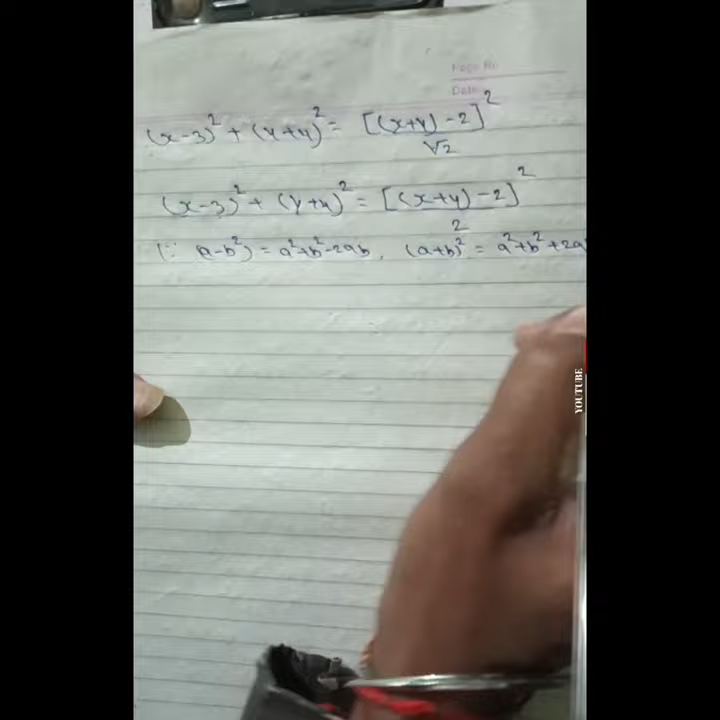 Page No.
Date
(x-3)² + (y+4)² = [(x+y)-2]²
√2
(x-3)² + (y+4)² = [(x+y)-2]²
2
(∵ (a-b²) = a²+b²-2ab, (a+b)² = a²+b²+2a
YOUTUBE